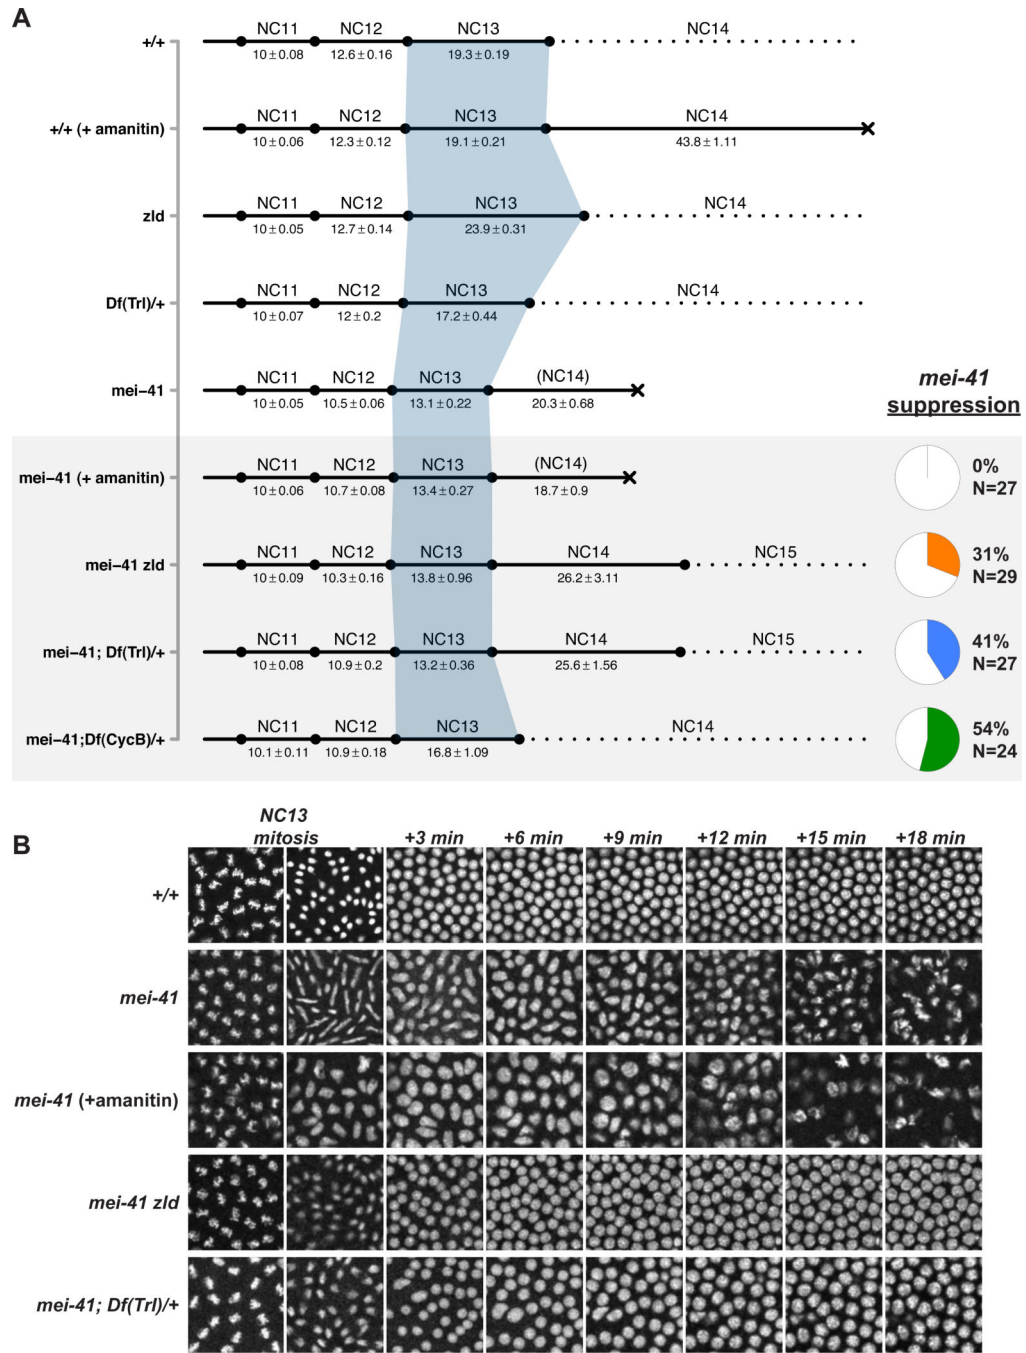 A
+/+ NC11 NC12 NC13 NC14
10±0.08 12.6±0.16 19.3±0.19
+/+ (+ amanitin) NC11 NC12 NC13 NC14
10±0.06 12.3±0.12 19.1±0.21 43.8±1.11
zld NC11 NC12 NC13 NC14
10±0.05 12.7±0.14 23.9±0.31
Df(Trl)/+ NC11 NC12 NC13 NC14
10±0.07 12±0.2 17.2±0.44
mei−41 NC11 NC12 NC13 (NC14)
10±0.05 10.5±0.06 13.1±0.22 20.3±0.68
mei-41
suppression
mei−41 (+ amanitin) NC11 NC12 NC13 (NC14)
10±0.06 10.7±0.08 13.4±0.27 18.7±0.9
0%
N=27
mei−41 zld NC11 NC12 NC13 NC14 NC15
10±0.09 10.3±0.16 13.8±0.96 26.2±3.11
31%
N=29
mei−41; Df(Trl)/+ NC11 NC12 NC13 NC14 NC15
10±0.08 10.9±0.2 13.2±0.36 25.6±1.56
41%
N=27
mei−41;Df(CycB)/+ NC11 NC12 NC13 NC14
10.1±0.11 10.9±0.18 16.8±1.09
54%
N=24
B
NC13
mitosis +3 min +6 min +9 min +12 min +15 min +18 min
+/+
mei-41
mei-41 (+amanitin)
mei-41 zld
mei-41; Df(Trl)/+